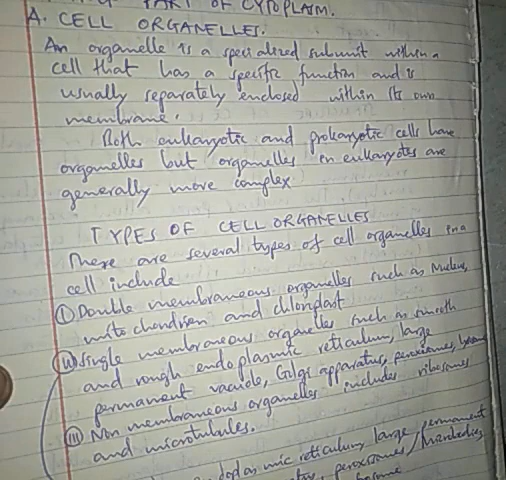 PART OF CYTOPLASM.
A. CELL ORGANELLES.
An organelle is a specialized subunit within a
cell that has a specific function and is
usually separately enclosed within its own
membrane.
Both eukaryotic and prokaryotic cells have
organelles but organelles in eukaryotes are
generally more complex
TYPES OF CELL ORGANELLES
There are several types of cell organelles in a
cell include
(i) Double membraneous organelles such as Nucleus,
mitochondrion and chloroplast
(ii) Single membraneous organelles such as smooth
and rough endoplasmic reticulum, large
permanent vacuole, Golgi apparatus, peroxisomes,
(iii) Non membraneous organelles includes ribosomes
and microtubules.
reticulum, large permanent
peroxisomes,